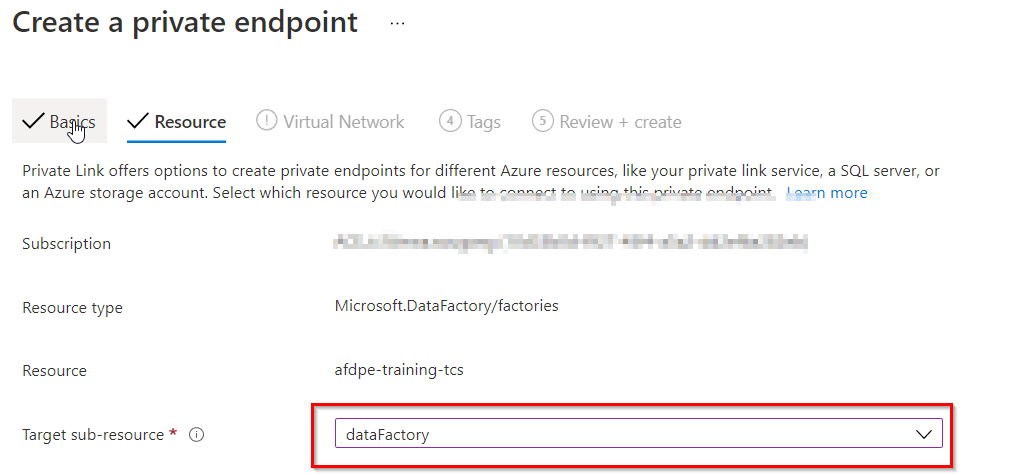 Create a private endpoint ...
Basics Resource ! Virtual Network 4 Tags 5 Review + create
Private Link offers options to create private endpoints for different Azure resources, like your private link service, a SQL server, or
an Azure storage account. Select which resource you would like to connect to using this private endpoint. Learn more
Subscription
Resource type Microsoft.DataFactory/factories
Resource afdpe-training-tcs
Target sub-resource * dataFactory